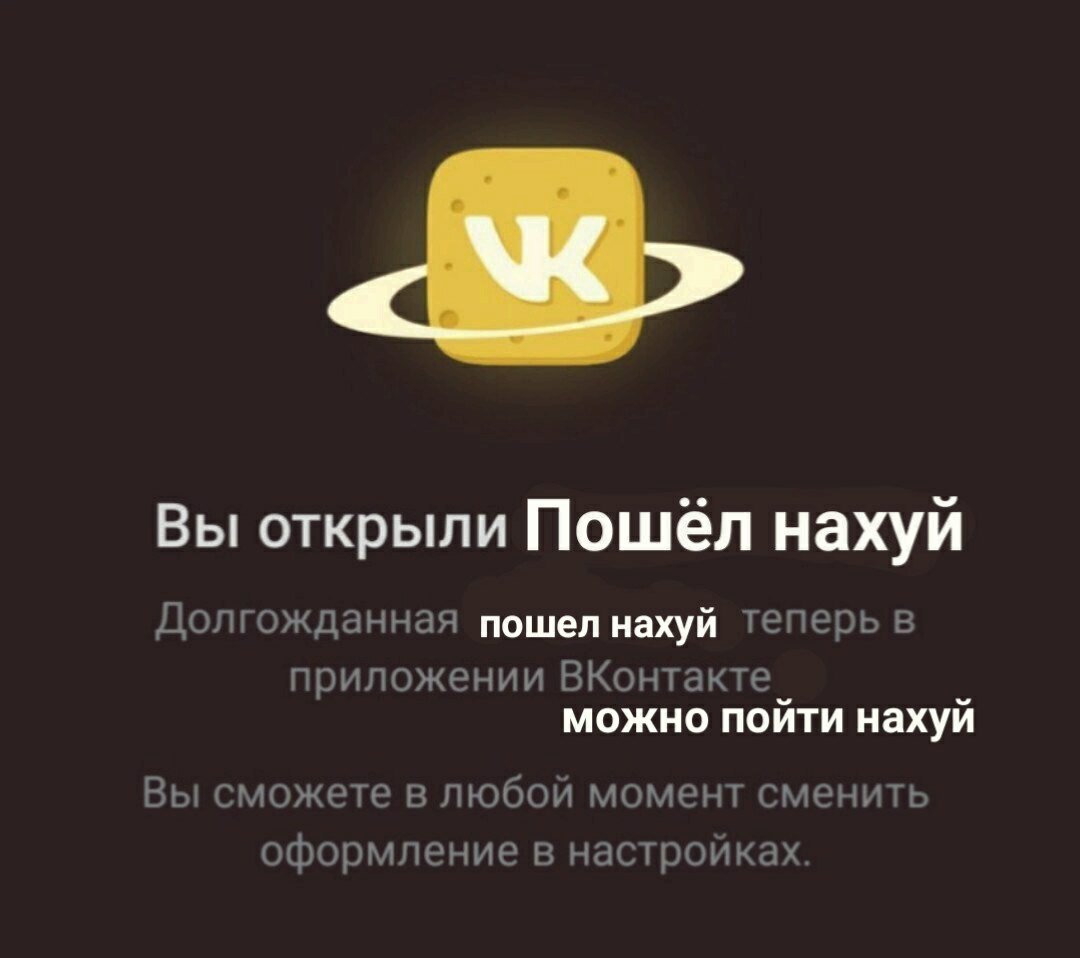 VK
Вы открыли Пошёл нахуй
Долгожданная пошел нахуй теперь в
приложении ВКонтакте
можно пойти нахуй
Вы сможете в любой момент сменить
оформление в настройках.